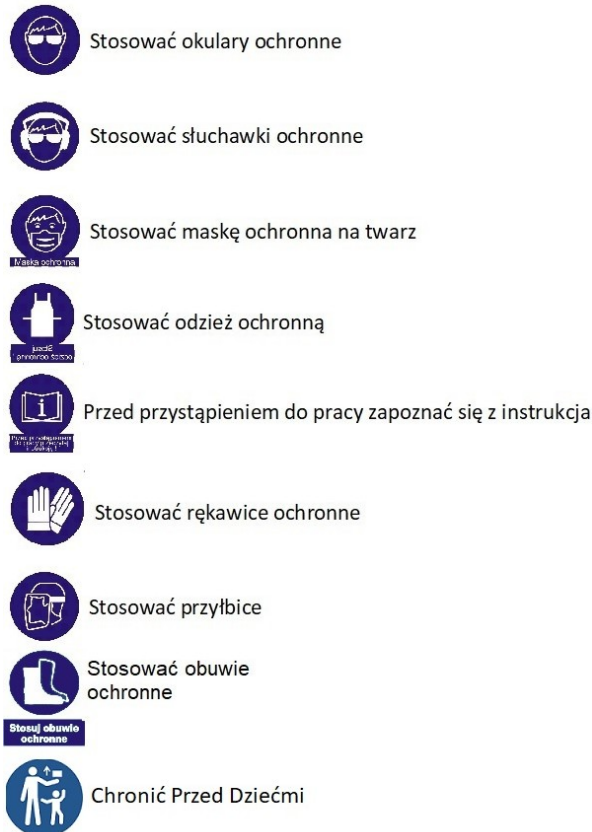 Stosować okulary ochronne
Stosować słuchawki ochronne
Stosować maskę ochronna na twarz
Maska ochronna
Stosować odzież ochronną
Przed przystąpieniem do pracy zapoznać się z instrukcja
i
Stosować rękawice ochronne
Stosować przyłbice
Stosować obuwie
ochronne
Stosuj obuwie
ochronne
Chronić Przed Dziećmi